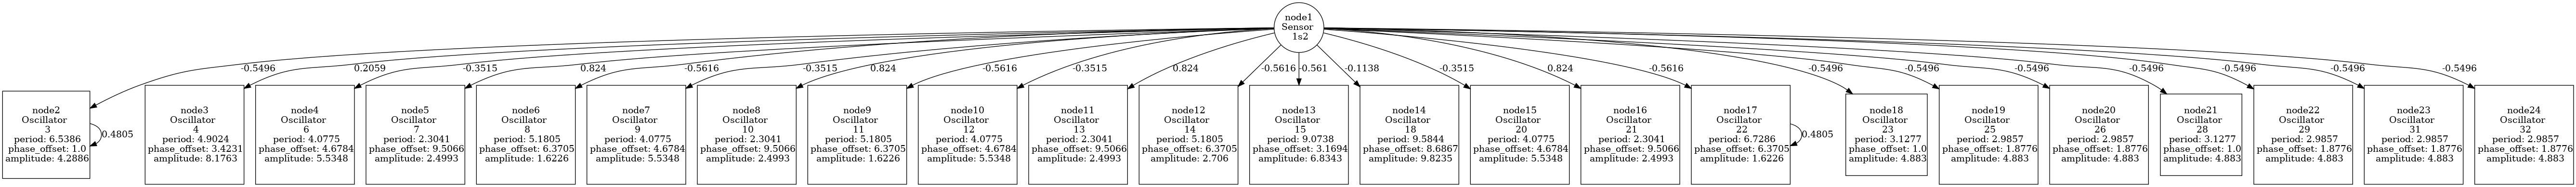 node1
Sensor
1s2
-0.5496
0.2059
-0.3515
0.824
-0.5616
-0.3515
0.824
-0.5616
-0.3515
0.824
-0.5616
-0.561
-0.1138
-0.3515
0.824
-0.5616
-0.5496
-0.5496
-0.5496
-0.5496
-0.5496
-0.5496
-0.5496
node2
Oscillator
3
period: 6.5386
phase_offset: 1.0
amplitude: 4.2886
0.4805
node3
Oscillator
4
period: 4.9024
phase_offset: 3.4231
amplitude: 8.1763
node4
Oscillator
6
period: 4.0775
phase_offset: 4.6784
amplitude: 5.5348
node5
Oscillator
7
period: 2.3041
phase_offset: 9.5066
amplitude: 2.4993
node6
Oscillator
8
period: 5.1805
phase_offset: 6.3705
amplitude: 1.6226
node7
Oscillator
9
period: 4.0775
phase_offset: 4.6784
amplitude: 5.5348
node8
Oscillator
10
period: 2.3041
phase_offset: 9.5066
amplitude: 2.4993
node9
Oscillator
11
period: 5.1805
phase_offset: 6.3705
amplitude: 1.6226
node10
Oscillator
12
period: 4.0775
phase_offset: 4.6784
amplitude: 5.5348
node11
Oscillator
13
period: 2.3041
phase_offset: 9.5066
amplitude: 2.4993
node12
Oscillator
14
period: 5.1805
phase_offset: 6.3705
amplitude: 2.706
node13
Oscillator
15
period: 9.0738
phase_offset: 3.1694
amplitude: 6.8343
node14
Oscillator
18
period: 9.5844
phase_offset: 8.6867
amplitude: 9.8235
node15
Oscillator
20
period: 4.0775
phase_offset: 4.6784
amplitude: 5.5348
node16
Oscillator
21
period: 2.3041
phase_offset: 9.5066
amplitude: 2.4993
node17
Oscillator
22
period: 6.7286
phase_offset: 6.3705
amplitude: 1.6226
0.4805
node18
Oscillator
23
period: 3.1277
phase_offset: 1.0
amplitude: 4.883
node19
Oscillator
25
period: 2.9857
phase_offset: 1.8776
amplitude: 4.883
node20
Oscillator
26
period: 2.9857
phase_offset: 1.8776
amplitude: 4.883
node21
Oscillator
28
period: 3.1277
phase_offset: 1.0
amplitude: 4.883
node22
Oscillator
29
period: 2.9857
phase_offset: 1.8776
amplitude: 4.883
node23
Oscillator
31
period: 2.9857
phase_offset: 1.8776
amplitude: 4.883
node24
Oscillator
32
period: 2.9857
phase_offset: 1.8776
amplitude: 4.883